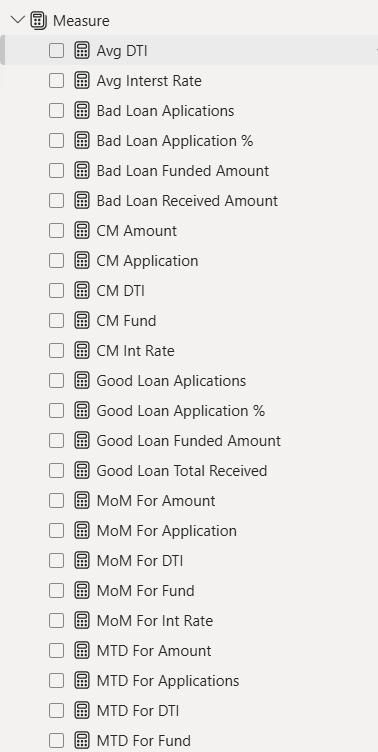 Measure
Avg DTI
Avg Interst Rate
Bad Loan Aplications
Bad Loan Application %
Bad Loan Funded Amount
Bad Loan Received Amount
CM Amount
CM Application
CM DTI
CM Fund
CM Int Rate
Good Loan Aplications
Good Loan Application %
Good Loan Funded Amount
Good Loan Total Received
MoM For Amount
MoM For Application
MoM For DTI
MoM For Fund
MoM For Int Rate
MTD For Amount
MTD For Applications
MTD For DTI
MTD For Fund